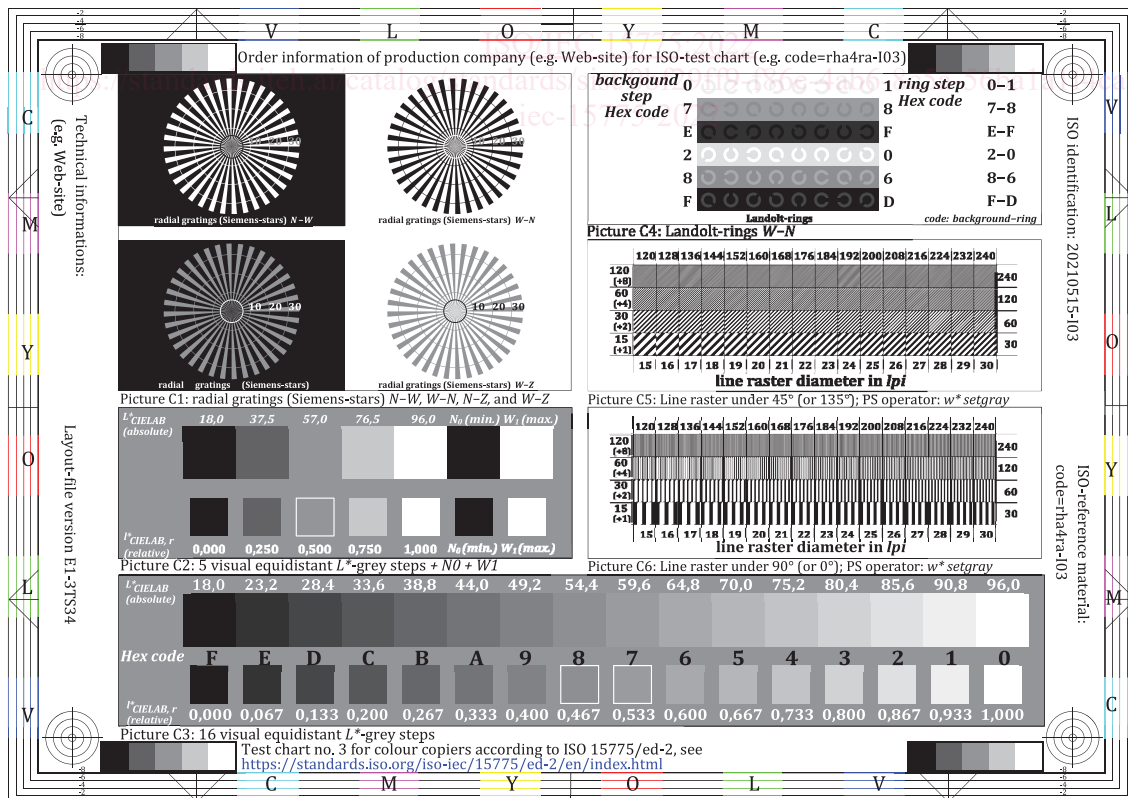 V L O Y M C
Order information of production company (e.g. Web-site) for ISO-test chart (e.g. code=rha4ra-I03)
Technical informations:
(e.g. Web-site)
Layout-file version E1-3TS34
C
M
Y
O
L
V
10 20 30
radial gratings (Siemens-stars) N–W
10 20 30
radial gratings (Siemens-stars) W–N
10 20 30
radial gratings (Siemens-stars)
10 20 30
radial gratings (Siemens-stars) W–Z
Picture C1: radial gratings (Siemens-stars) N–W, W–N, N–Z, and W–Z
backgound
step
Hex code
ring step
Hex code
0 1 0–1
7 8 7–8
E F E–F
2 0 2–0
8 6 8–6
F D F–D
Landolt-rings
code: background–ring
Picture C4: Landolt-rings W–N
120 128 136 144 152 160 168 176 184 192 200 208 216 224 232 240
120 (+8) 240
60 (+4) 120
30 (+2) 60
15 (+1) 30
15 16 17 18 19 20 21 22 23 24 25 26 27 28 29 30
line raster diameter in lpi
Picture C5: Line raster under 45° (or 135°); PS operator: w* setgray
L*CIELAB (absolute) 18,0 37,5 57,0 76,5 96,0 N0 (min.) W1 (max.)
l*CIELAB, r (relative) 0,000 0,250 0,500 0,750 1,000 N0 (min.) W1 (max.)
Picture C2: 5 visual equidistant L*-grey steps + N0 + W1
120 128 136 144 152 160 168 176 184 192 200 208 216 224 232 240
120 (+8) 240
60 (+4) 120
30 (+2) 60
15 (+1) 30
15 16 17 18 19 20 21 22 23 24 25 26 27 28 29 30
line raster diameter in lpi
Picture C6: Line raster under 90° (or 0°); PS operator: w* setgray
L*CIELAB (absolute) 18,0 23,2 28,4 33,6 38,8 44,0 49,2 54,4 59,6 64,8 70,0 75,2 80,4 85,6 90,8 96,0
Hex code F E D C B A 9 8 7 6 5 4 3 2 1 0
l*CIELAB, r (relative) 0,000 0,067 0,133 0,200 0,267 0,333 0,400 0,467 0,533 0,600 0,667 0,733 0,800 0,867 0,933 1,000
Picture C3: 16 visual equidistant L*-grey steps
Test chart no. 3 for colour copiers according to ISO 15775/ed-2, see
https://standards.iso.org/iso-iec/15775/ed-2/en/index.html
ISO identification: 20210515-I03
ISO-reference material:
code=rha4ra-I03
V
L
O
Y
M
C
C M Y O L V